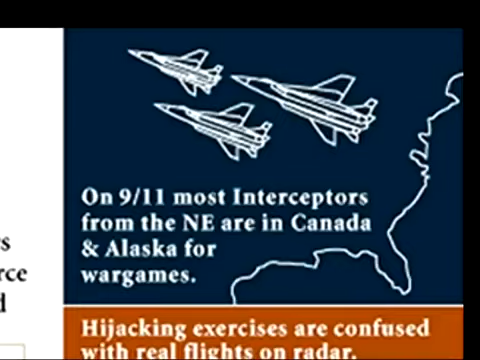 On 9/11 most Interceptors
from the NE are in Canada
& Alaska for
wargames.
Hijacking exercises are confused
with real flights on radar.